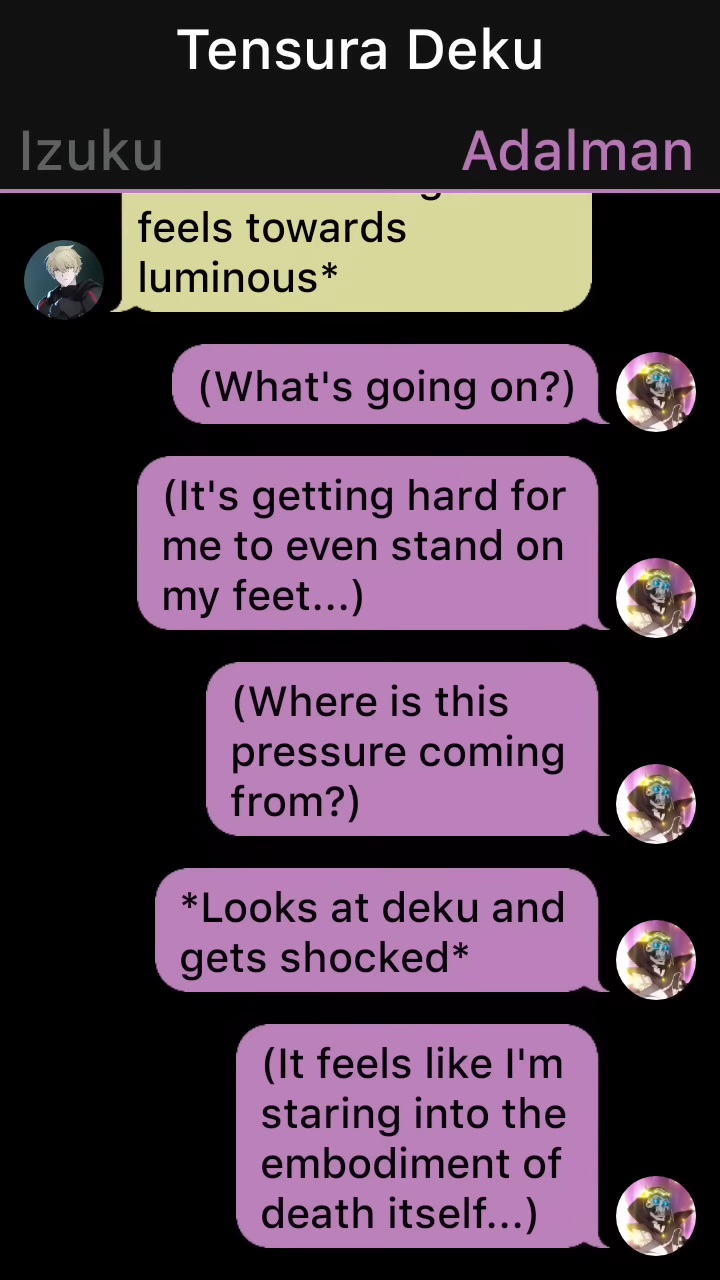 Tensura Deku
Izuku
Adalman
feels towards
luminous*
(What's going on?)
(It's getting hard for
me to even stand on
my feet...)
(Where is this
pressure coming
from?)
*Looks at deku and
gets shocked*
(It feels like I'm
staring into the
embodiment of
death itself...)